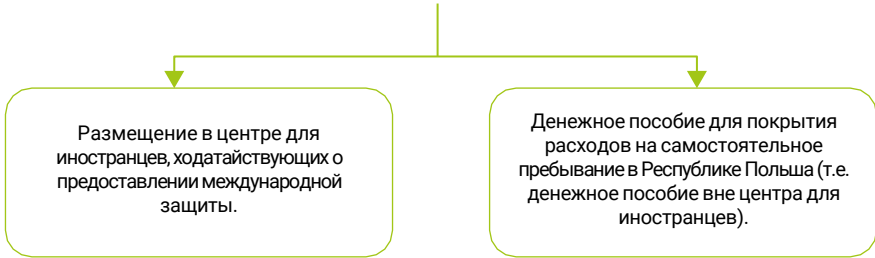 Размещение в центре для
иностранцев, ходатайствующих о
предоставлении международной
защиты.
Денежное пособие для покрытия
расходов на самостоятельное
пребывание в Республике Польша (т.е.
денежное пособие вне центра для
иностранцев).